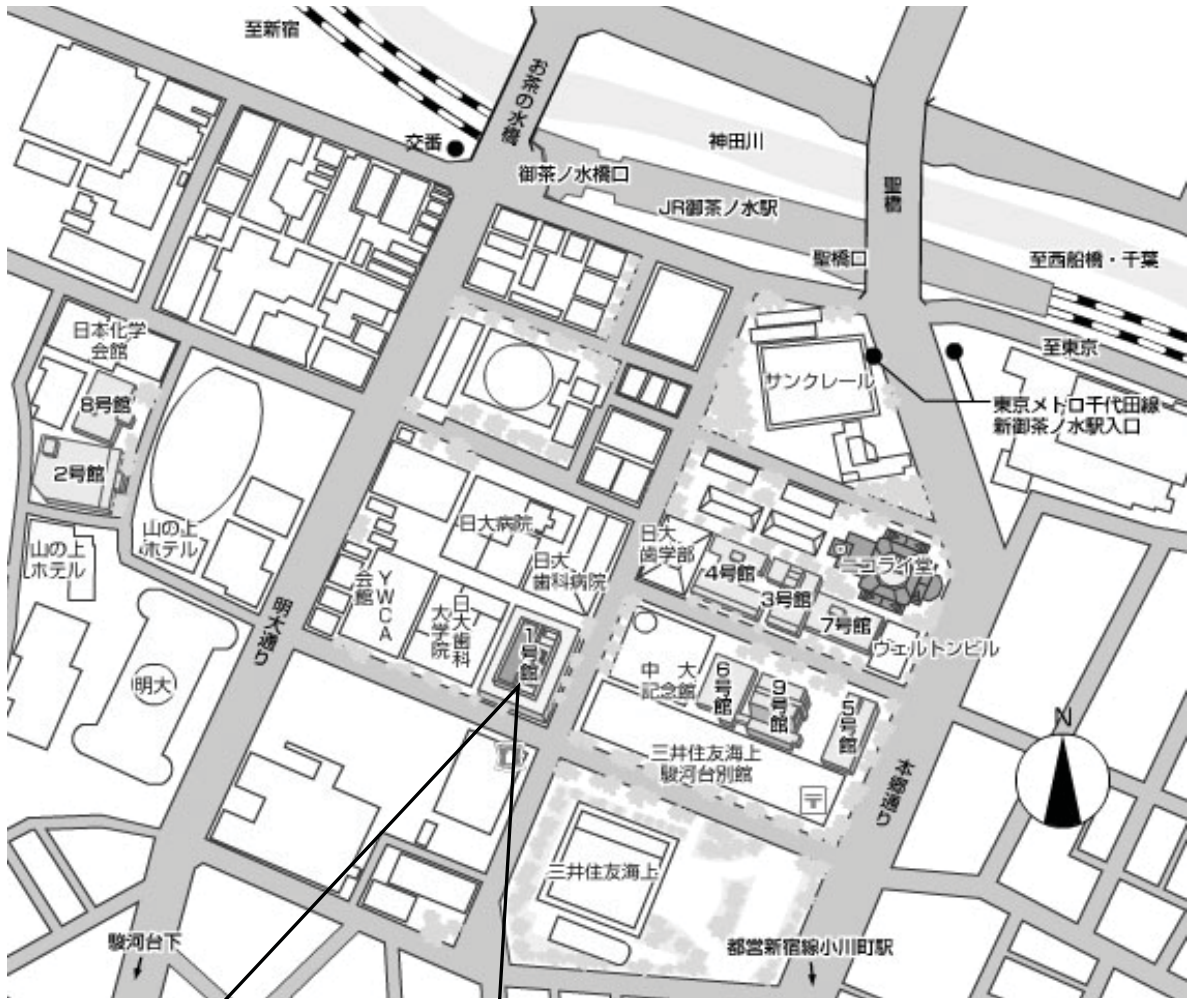 至新宿
お茶の水橋
交番
御茶ノ水橋口
神田川
JR御茶ノ水駅
聖橋
聖橋口
至西船橋・千葉
至東京
日本化学
会館
8号館
2号館
サンクレール
東京メトロ千代田線
新御茶ノ水駅入口
山の上
ホテル
山の上
ホテル
日大病院
日大
歯科病院
日大
歯学部
4号館
3号館
7号館
ニコライ堂
ヴェルトンビル
YWCA
会館
日大歯科
大学院
1号館
明大通り
明大
中大
記念館
6号館
9号館
5号館
三井住友海上
駿河台別館
〒
本郷通り
N
三井住友海上
駿河台下
都営新宿線小川町駅